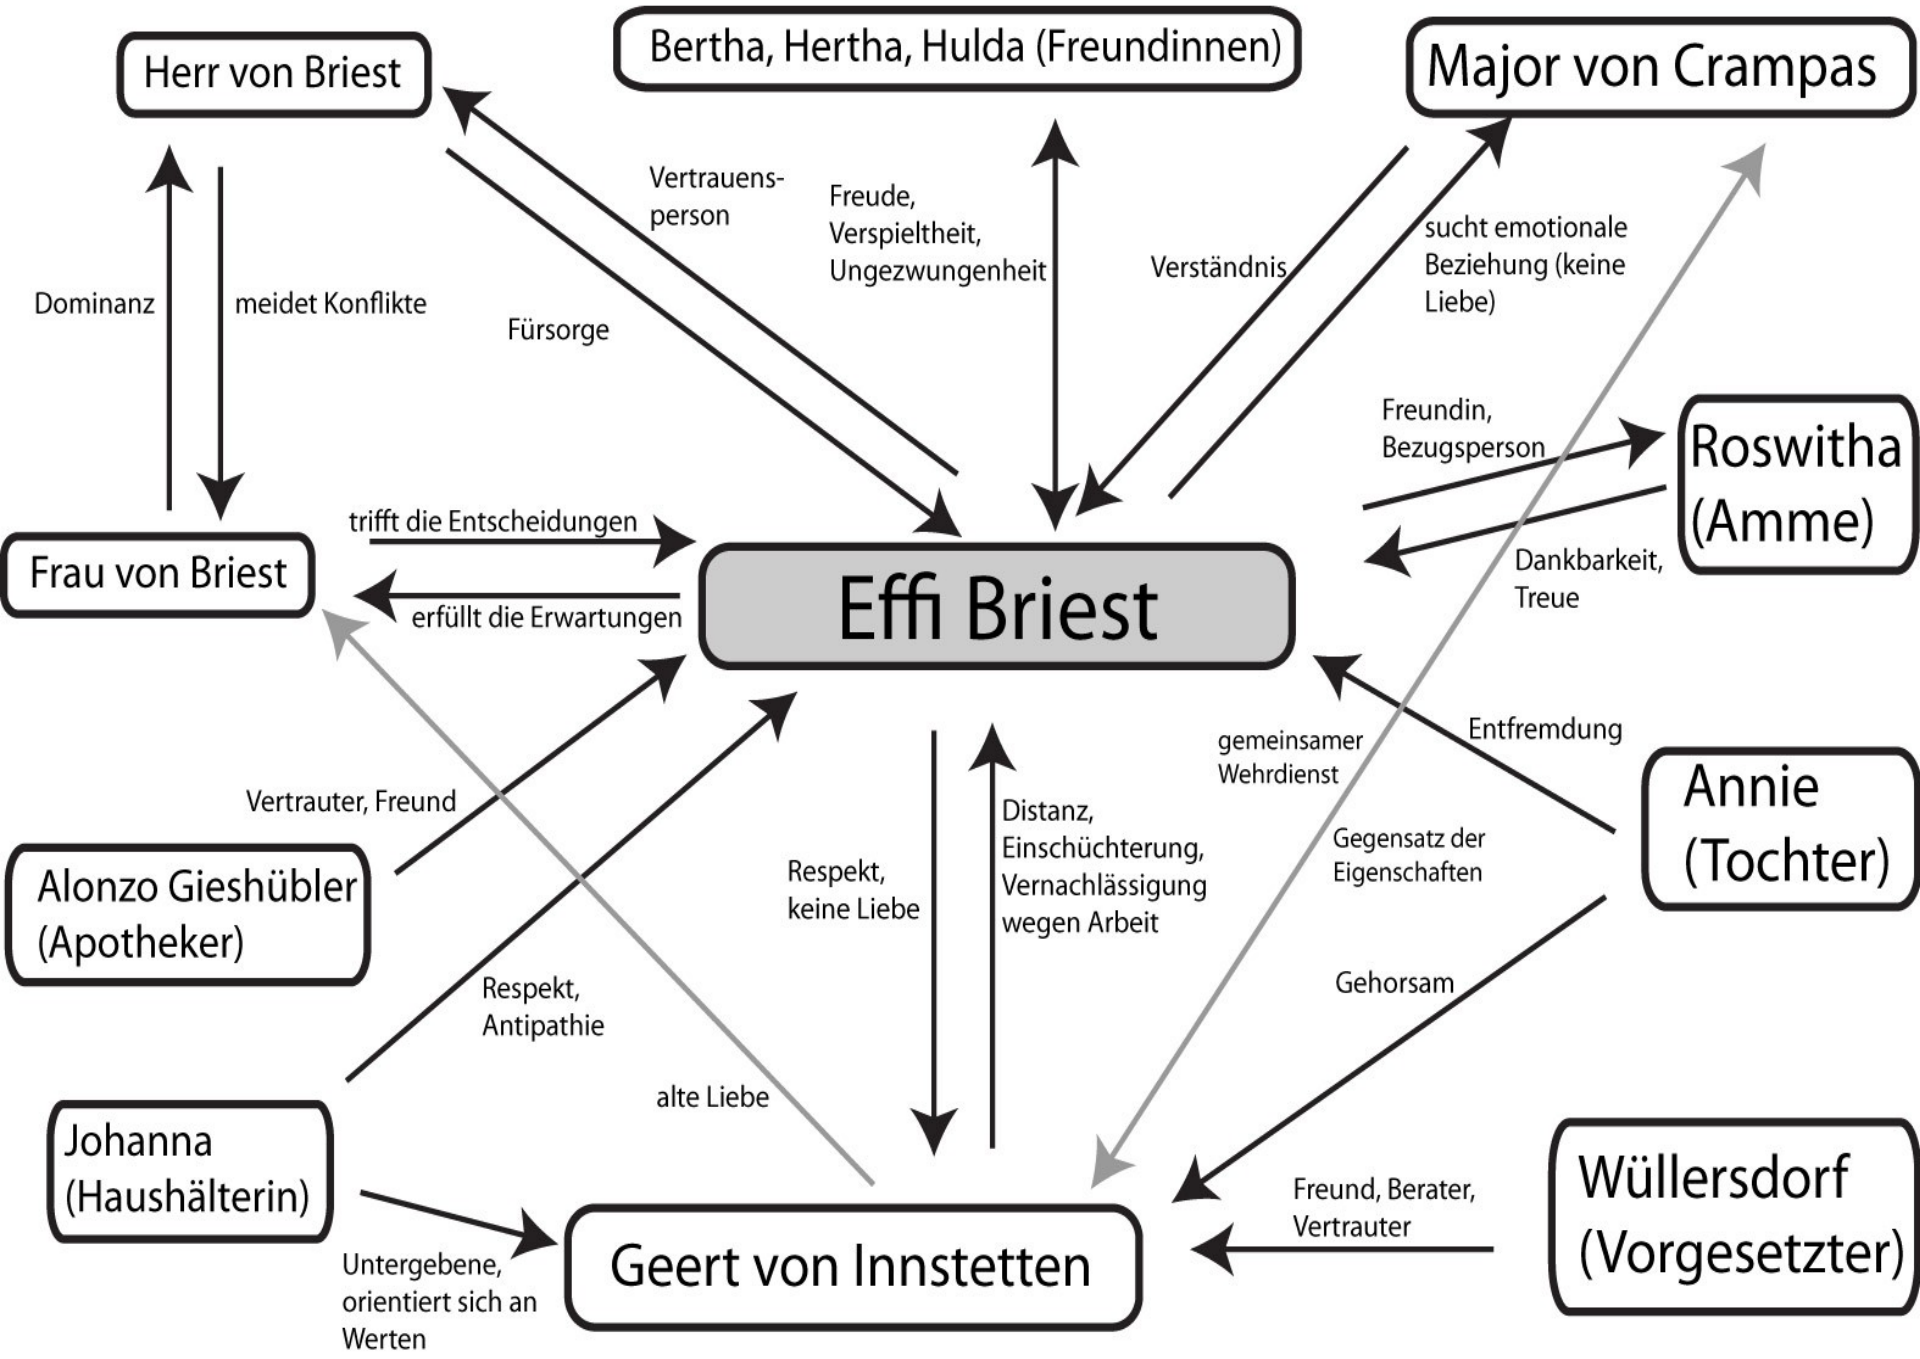 Herr von Briest
Bertha, Hertha, Hulda (Freundinnen)
Major von Crampas
Vertrauens-
person
Freude,
Verspieltheit,
Ungezwungenheit
Verständnis
sucht emotionale
Beziehung (keine
Liebe)
Dominanz
meidet Konflikte
Fürsorge
Freundin,
Bezugsperson
Roswitha
(Amme)
trifft die Entscheidungen
Frau von Briest
Effi Briest
erfüllt die Erwartungen
Dankbarkeit,
Treue
Entfremdung
gemeinsamer
Wehrdienst
Annie
(Tochter)
Vertrauter, Freund
Distanz,
Einschüchterung,
Vernachlässigung
wegen Arbeit
Gegensatz der
Eigenschaften
Respekt,
keine Liebe
Alonzo Gieshübler
(Apotheker)
Respekt,
Antipathie
Gehorsam
alte Liebe
Johanna
(Haushälterin)
Wüllersdorf
(Vorgesetzter)
Freund, Berater,
Vertrauter
Geert von Innstetten
Untergebene,
orientiert sich an
Werten